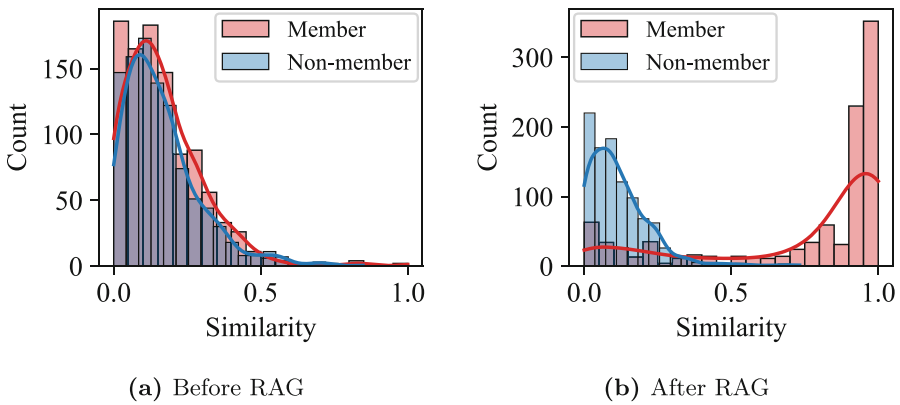 Member
Non-member
150
100
50
0
Count
0.0 0.5 1.0
Similarity
(a) Before RAG
Member
Non-member
300
200
100
0
Count
0.0 0.5 1.0
Similarity
(b) After RAG